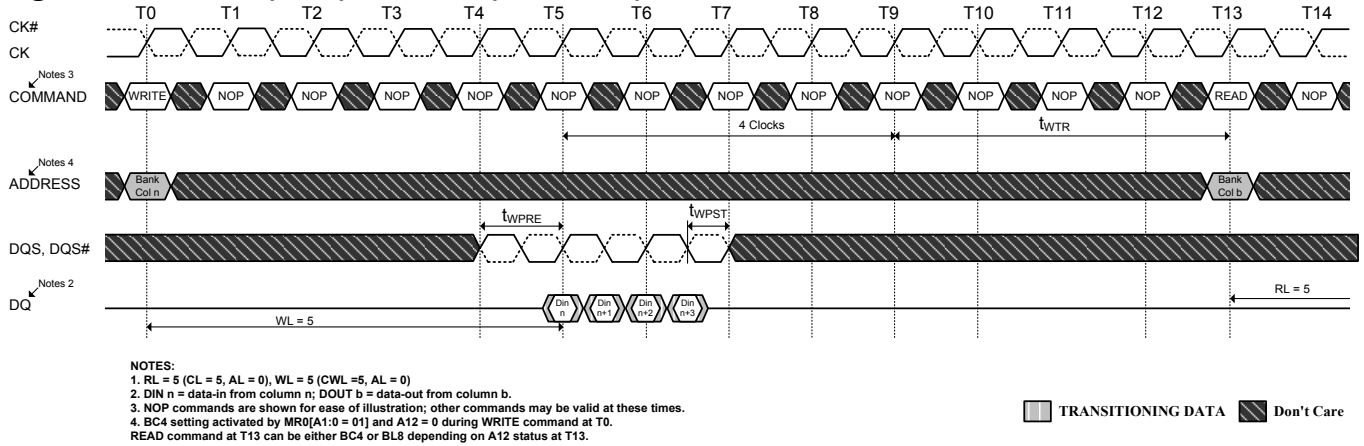 T0 T1 T2 T3 T4 T5 T6 T7 T8 T9 T10 T11 T12 T13 T14
CK#
CK
Notes 3
COMMAND WRITE NOP NOP NOP NOP NOP NOP NOP NOP NOP NOP NOP NOP READ NOP
4 Clocks tWTR
Notes 4
ADDRESS Bank Col n Bank Col b
tWPRE tWPST
DQS, DQS#
Notes 2
DQ Din n Din n+1 Din n+2 Din n+3
RL = 5
WL = 5
NOTES:
1. RL = 5 (CL = 5, AL = 0), WL = 5 (CWL =5, AL = 0)
2. DIN n = data-in from column n; DOUT b = data-out from column b.
3. NOP commands are shown for ease of illustration; other commands may be valid at these times.
4. BC4 setting activated by MR0[A1:0 = 01] and A12 = 0 during WRITE command at T0.
READ command at T13 can be either BC4 or BL8 depending on A12 status at T13.
TRANSITIONING DATA Don't Care